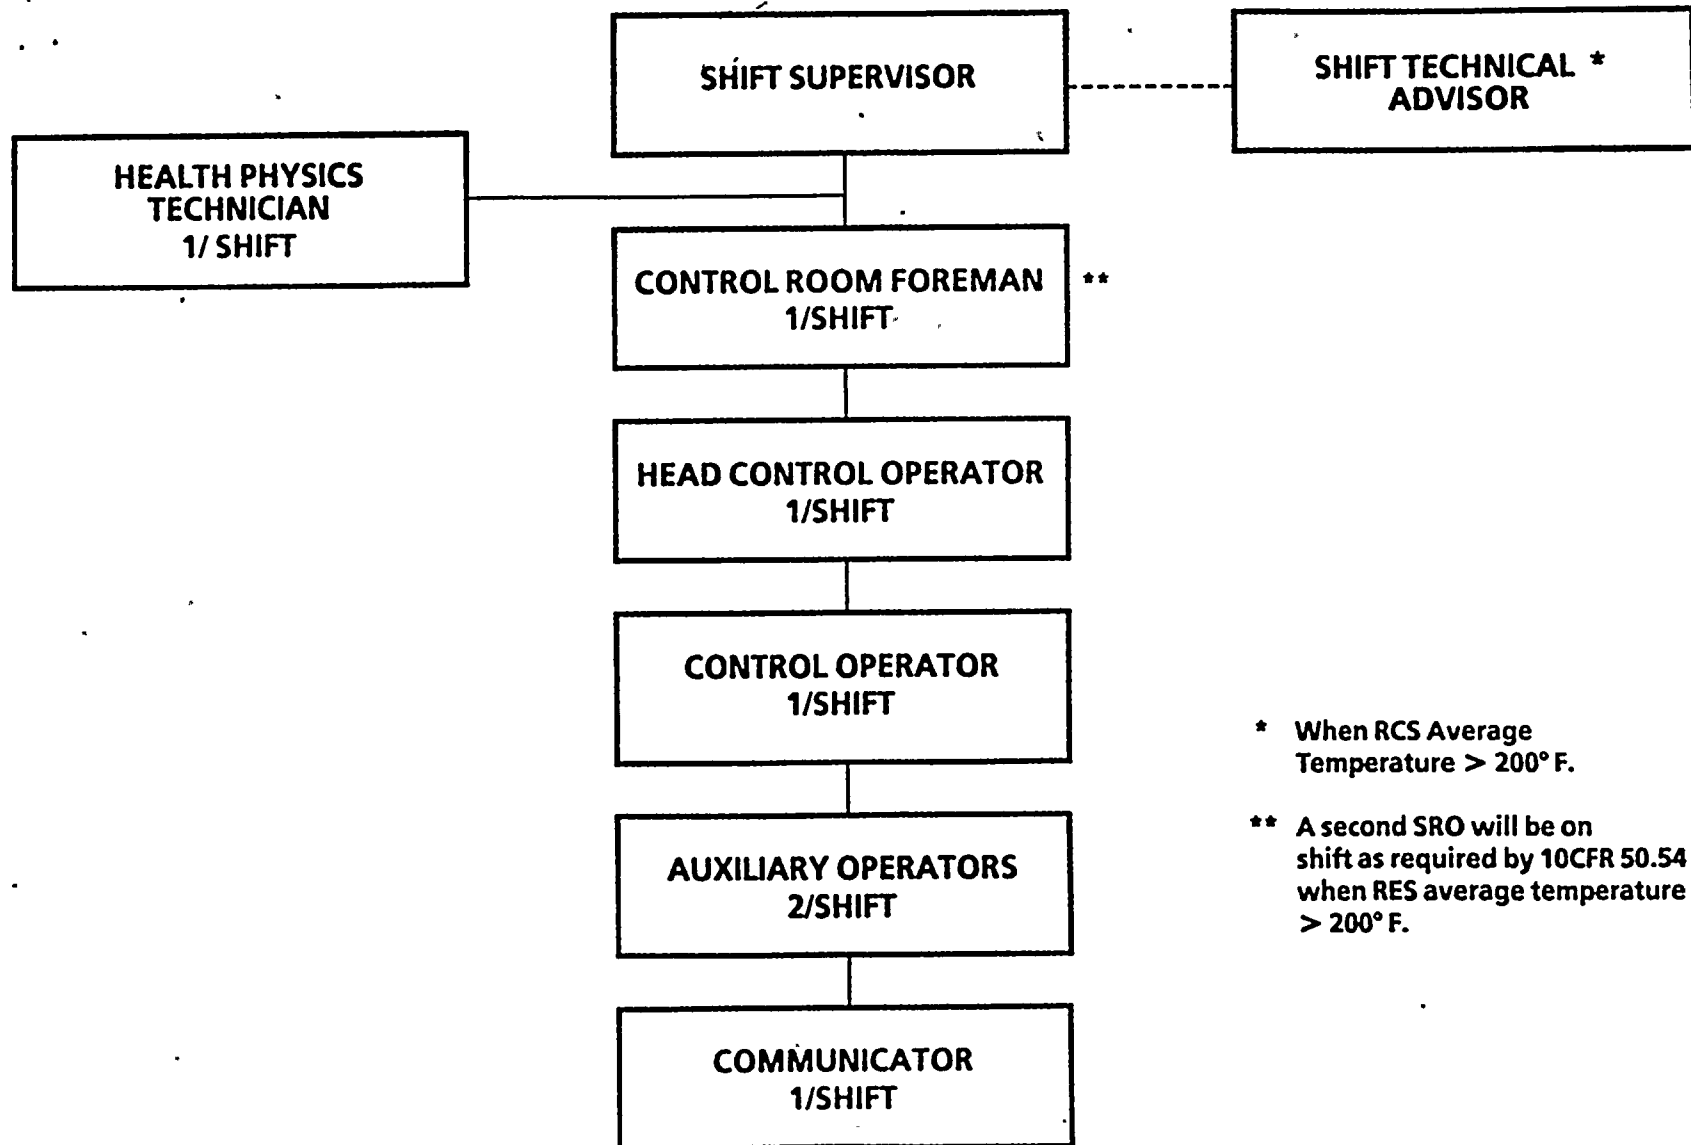 SHIFT SUPERVISOR
SHIFT TECHNICAL *
ADVISOR
HEALTH PHYSICS
TECHNICIAN
1/ SHIFT
CONTROL ROOM FOREMAN **
1/SHIFT
HEAD CONTROL OPERATOR
1/SHIFT
CONTROL OPERATOR
1/SHIFT
AUXILIARY OPERATORS
2/SHIFT
COMMUNICATOR
1/SHIFT
* When RCS Average
Temperature > 200° F.
** A second SRO will be on
shift as required by 10CFR 50.54
when RES average temperature
> 200° F.